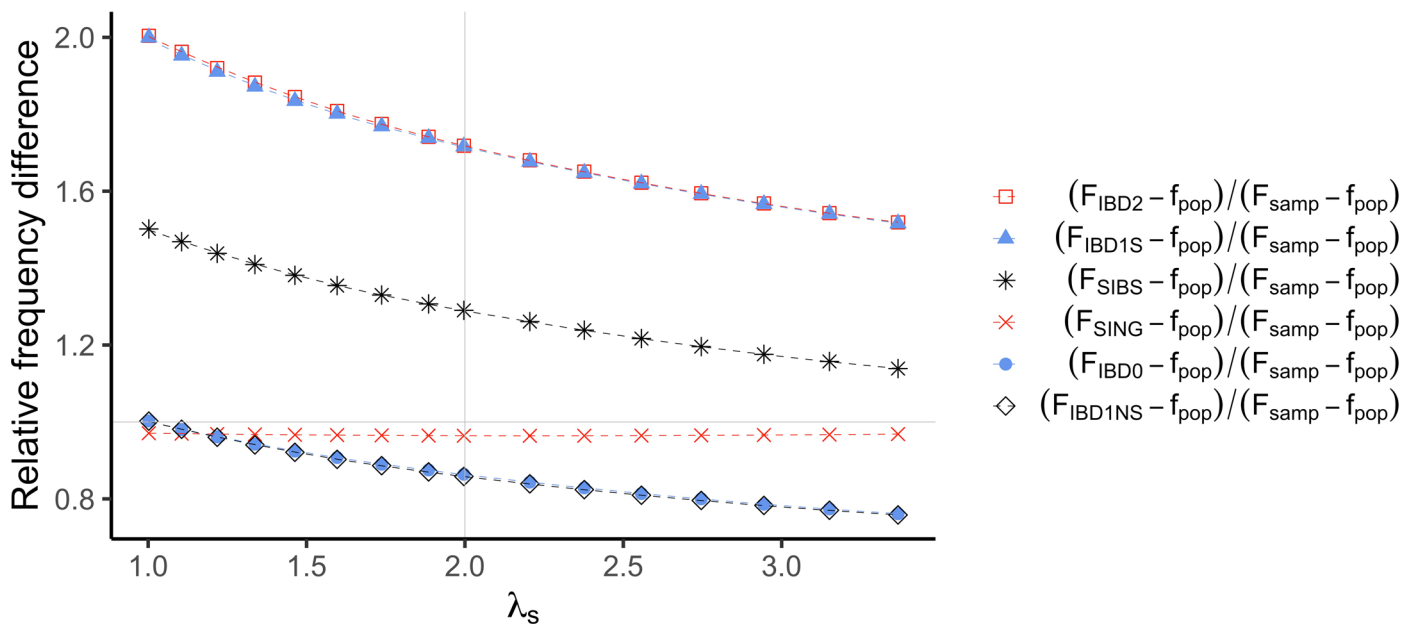 Relative frequency difference
2.0
1.6
1.2
0.8
1.0 1.5 2.0 2.5 3.0
λs
(FIBD2 − fpop)/(Fsamp − fpop)
(FIBD1S − fpop)/(Fsamp − fpop)
(FSIBS − fpop)/(Fsamp − fpop)
(FSING − fpop)/(Fsamp − fpop)
(FIBD0 − fpop)/(Fsamp − fpop)
(FIBD1NS − fpop)/(Fsamp − fpop)